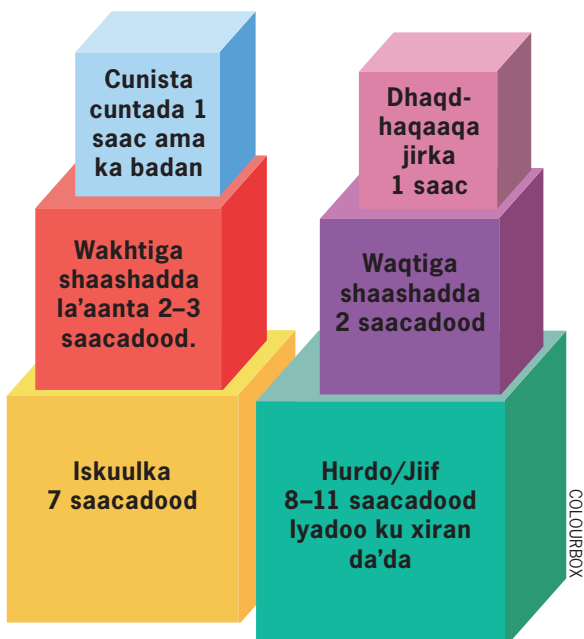 Cunista
cuntada 1
saac ama
ka badan
Dhaqd-
haqaaqa
jirka
1 saac
Wakhtiga
shaashadda
la’aanta 2–3
saacadood.
Waqtiga
shaashadda
2 saacadood
Iskuulka
7 saacadood
Hurdo/Jiif
8–11 saacadood
Iyadoo ku xiran
da’da
COLOURBOX